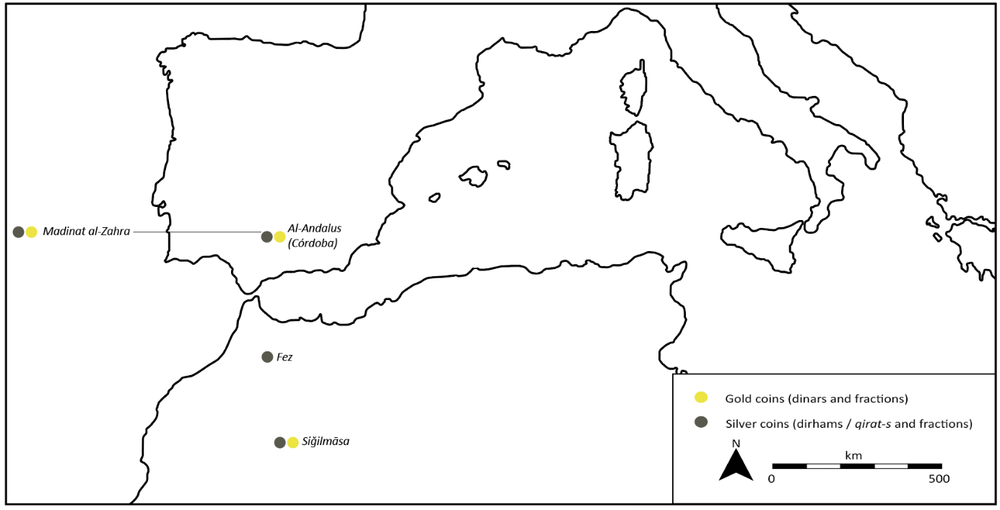 Madinat al-Zahra
Al-Andalus
(Córdoba)
Fez
Siğilmāsa
Gold coins (dinars and fractions)
Silver coins (dirhams / qirat-s and fractions)
N
km
0 500